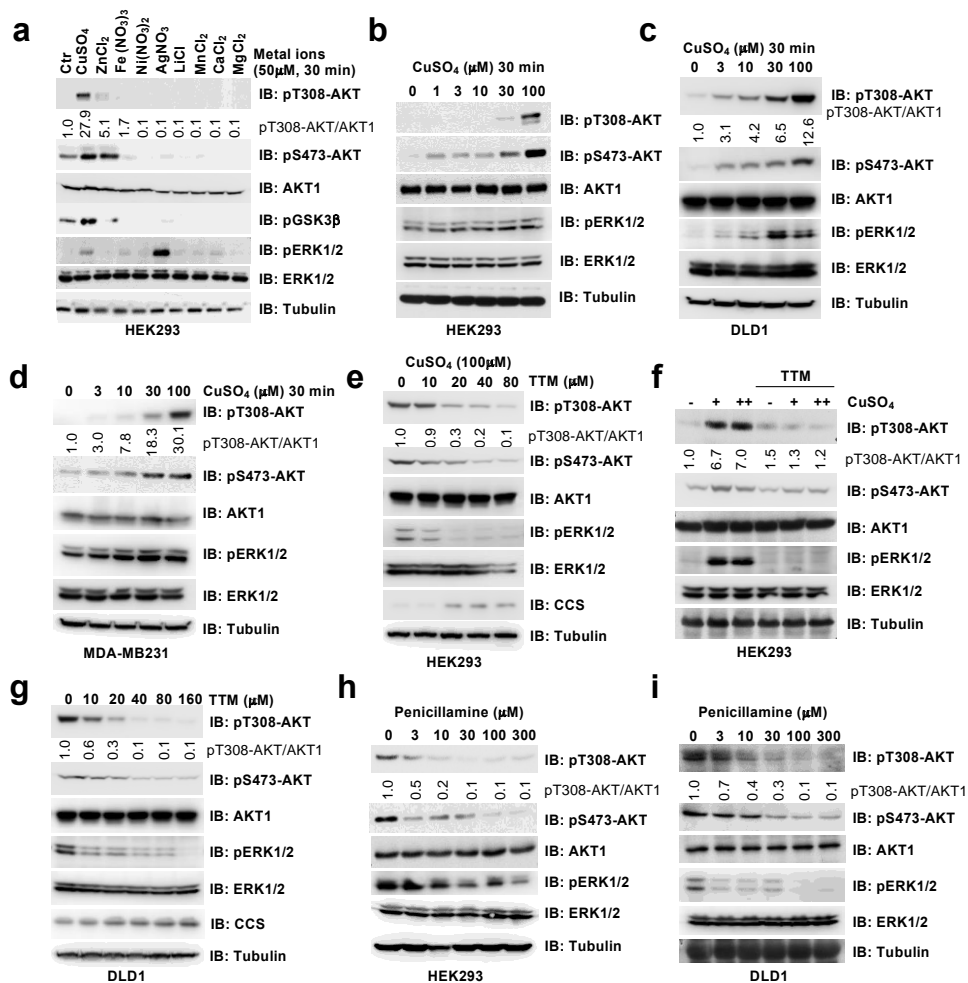 a
Ctr CuSO4 ZnCl2 Fe (NO3)3 Ni(NO3)2 AgNO3 LiCl MnCl2 CaCl2 MgCl2
Metal ions
(50μM, 30 min)
IB: pT308-AKT
1.0 27.9 5.1 1.7 0.1 0.1 0.1 0.1 0.1 0.1
pT308-AKT/AKT1
IB: pS473-AKT
IB: AKT1
IB: pGSK3β
IB: pERK1/2
IB: ERK1/2
IB: Tubulin
HEK293
b
CuSO4 (μM) 30 min
0 1 3 10 30 100
IB: pT308-AKT
IB: pS473-AKT
IB: AKT1
IB: pERK1/2
IB: ERK1/2
IB: Tubulin
HEK293
c
CuSO4 (μM) 30 min
0 3 10 30 100
IB: pT308-AKT
pT308-AKT/AKT1
1.0 3.1 4.2 6.5 12.6
IB: pS473-AKT
IB: AKT1
IB: pERK1/2
IB: ERK1/2
IB: Tubulin
DLD1
d
0 3 10 30 100 CuSO4 (μM) 30 min
IB: pT308-AKT
1.0 3.0 7.8 18.3 30.1 pT308-AKT/AKT1
IB: pS473-AKT
IB: AKT1
IB: pERK1/2
IB: ERK1/2
IB: Tubulin
MDA-MB231
e
CuSO4 (100μM)
0 10 20 40 80 TTM (μM)
IB: pT308-AKT
1.0 0.9 0.3 0.2 0.1 pT308-AKT/AKT1
IB: pS473-AKT
IB: AKT1
IB: pERK1/2
IB: ERK1/2
IB: CCS
IB: Tubulin
HEK293
f
TTM
- + ++ - + ++ CuSO4
IB: pT308-AKT
1.0 6.7 7.0 1.5 1.3 1.2 pT308-AKT/AKT1
IB: pS473-AKT
IB: AKT1
IB: pERK1/2
IB: ERK1/2
IB: Tubulin
HEK293
g
0 10 20 40 80 160 TTM (μM)
IB: pT308-AKT
1.0 0.6 0.3 0.1 0.1 0.1 pT308-AKT/AKT1
IB: pS473-AKT
IB: AKT1
IB: pERK1/2
IB: ERK1/2
IB: CCS
IB: Tubulin
DLD1
h
Penicillamine (μM)
0 3 10 30 100 300
IB: pT308-AKT
1.0 0.5 0.2 0.1 0.1 0.1 pT308-AKT/AKT1
IB: pS473-AKT
IB: AKT1
IB: pERK1/2
IB: ERK1/2
IB: Tubulin
HEK293
i
Penicillamine (μM)
0 3 10 30 100 300
IB: pT308-AKT
1.0 0.7 0.4 0.3 0.1 0.1 pT308-AKT/AKT1
IB: pS473-AKT
IB: AKT1
IB: pERK1/2
IB: ERK1/2
IB: Tubulin
DLD1